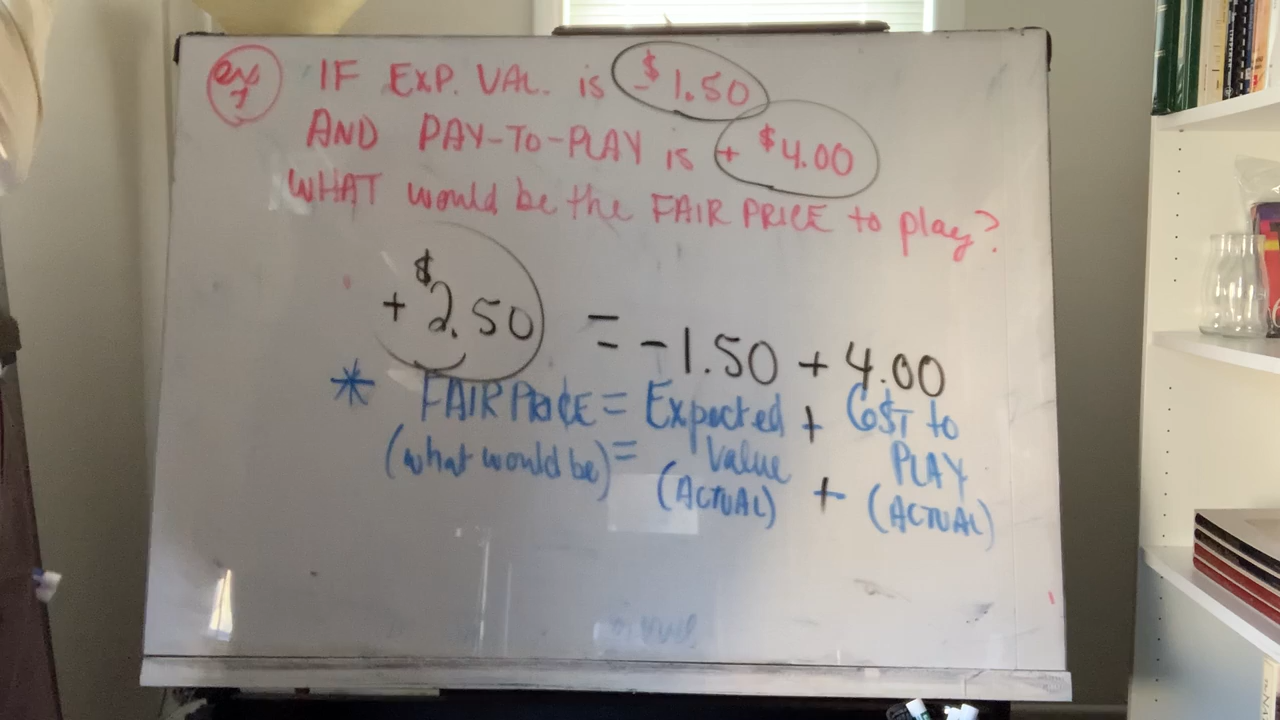 ex 1
IF EXP. VAL. is -$1.50
AND PAY-TO-PLAY is + $4.00
WHAT would be the FAIR PRICE to play?
+ $2.50 = -1.50 + 4.00
* FAIR PRICE = Expected Value + COST to PLAY
(what would be) = (ACTUAL) + (ACTUAL)